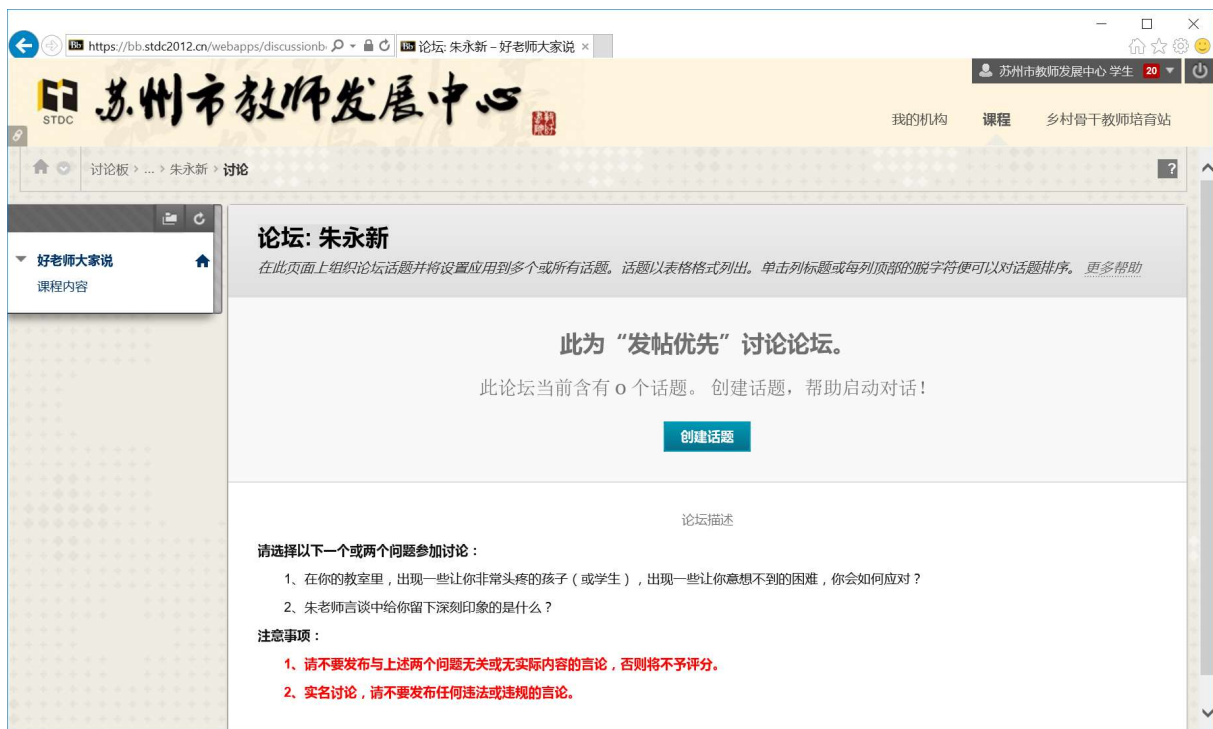 https://bb.stdc2012.cn/webapps/discussionb
论坛: 朱永新 – 好老师大家说
苏州市教师发展中心 学生 20
STDC 苏州市教师发展中心
我的机构 课程 乡村骨干教师培育站
讨论板 > ... > 朱永新 > 讨论
?
好老师大家说
课程内容
论坛: 朱永新
在此页面上组织论坛话题并将设置应用到多个或所有话题。话题以表格格式列出。单击列标题或每列顶部的脱字符便可以对话题排序。 更多帮助
此为“发帖优先”讨论论坛。
此论坛当前含有 0 个话题。 创建话题，帮助启动对话！
创建话题
论坛描述
请选择以下一个或两个问题参加讨论：
1、在你的教室里，出现一些让你非常头疼的孩子（或学生），出现一些让你意想不到的困难，你会如何应对？
2、朱老师言谈中给你留下深刻印象的是什么？
注意事项：
1、请不要发布与上述两个问题无关或无实际内容的言论，否则将不予评分。
2、实名讨论，请不要发布任何违法或违规的言论。